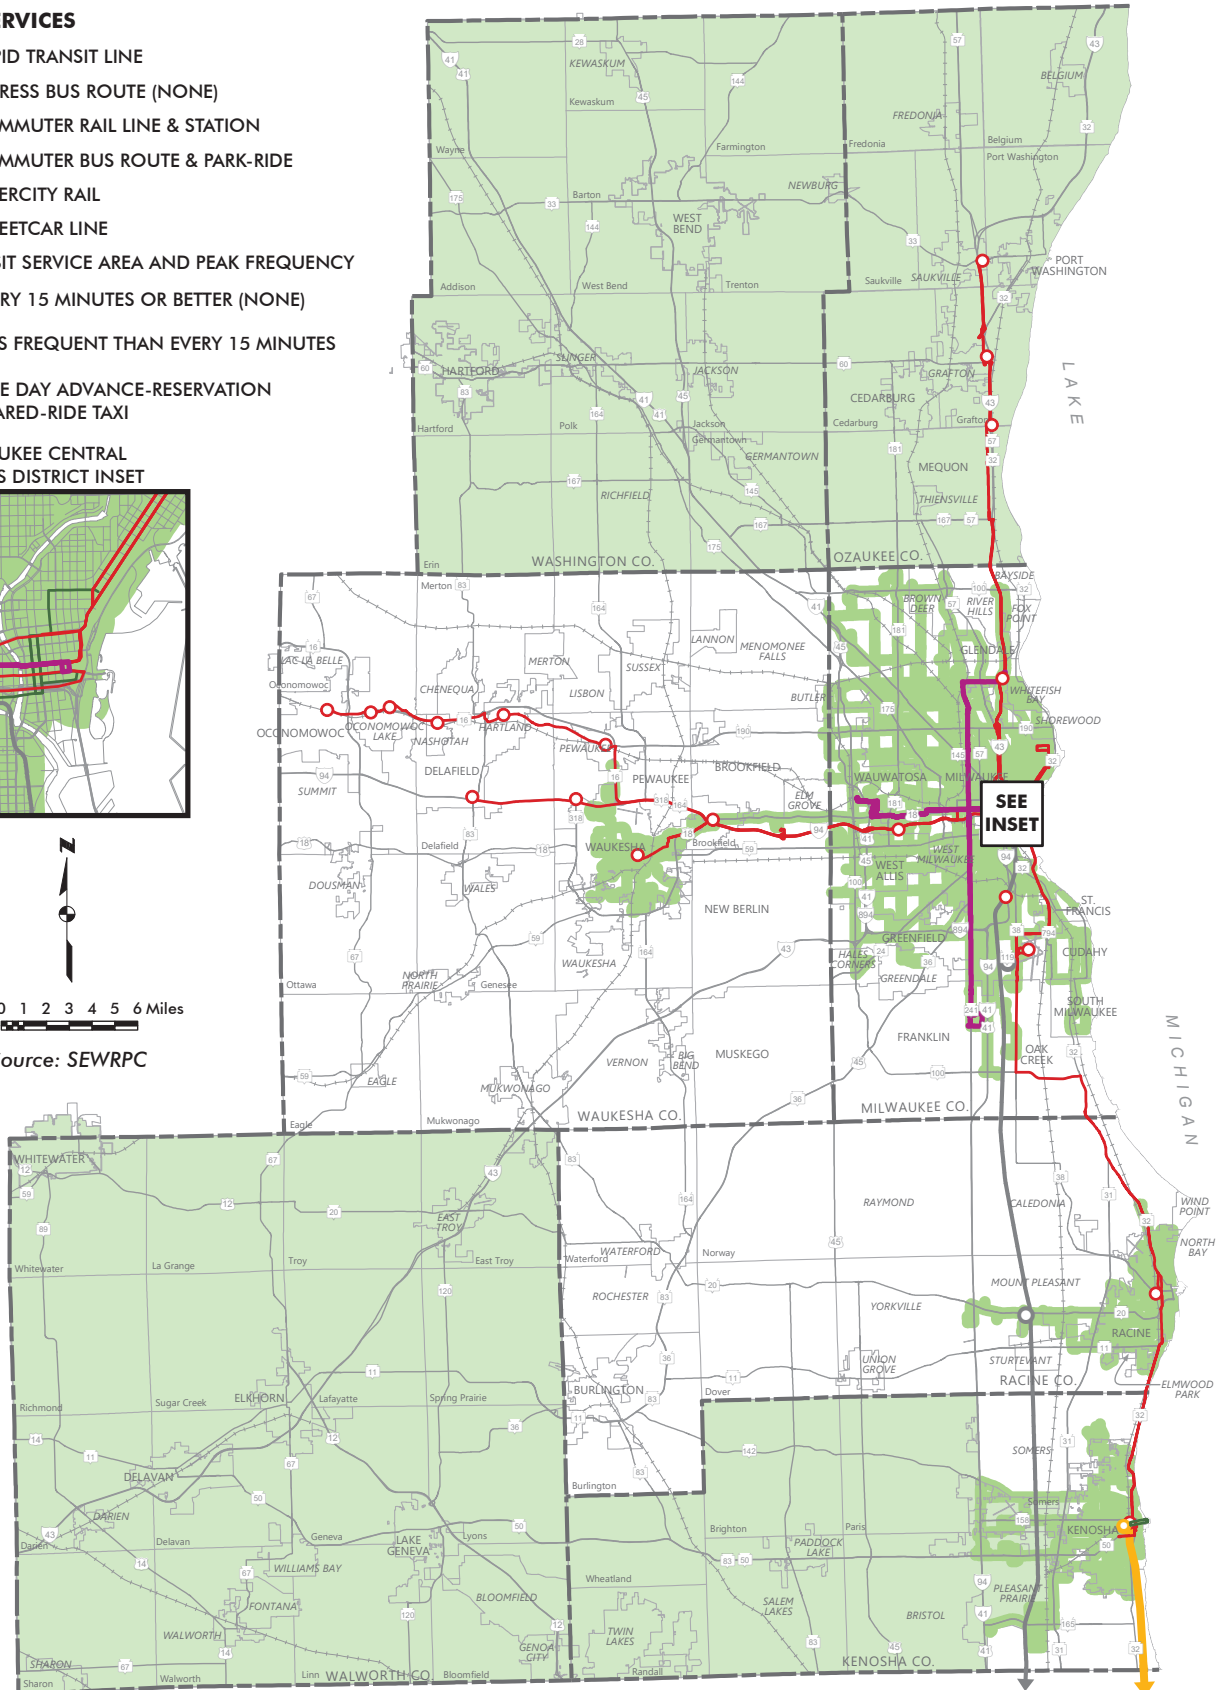 ERVICES
PID TRANSIT LINE
RESS BUS ROUTE (NONE)
MMUTER RAIL LINE & STATION
MMUTER BUS ROUTE & PARK-RIDE
ERCITY RAIL
EETCAR LINE
SIT SERVICE AREA AND PEAK FREQUENCY
RY 15 MINUTES OR BETTER (NONE)
S FREQUENT THAN EVERY 15 MINUTES
E DAY ADVANCE-RESERVATION
ARED-RIDE TAXI
UKEE CENTRAL
S DISTRICT INSET
N
0 1 2 3 4 5 6 Miles
ource: SEWRPC
KEWASKUM
Kewaskum
Wayne
Farmington
Barton
NEWBURG
WEST
BEND
Addison
West Bend
Trenton
SLINGER
HARTFORD
JACKSON
Hartford
Polk
Jackson
Germantown
GERMANTOWN
RICHFIELD
Erin
WASHINGTON CO.
BELGIUM
FREDONIA
Fredonia
Belgium
Port Washington
PORT
WASHINGTON
Saukville
SAUKVILLE
GRAFTON
CEDARBURG
Cedarburg
Grafton
MEQUON
THIENSVILLE
OZAUKEE CO.
LAKE
MICHIGAN
Merton
LAC LA BELLE
Oconomowoc
OCONOMOWOC
OCONOMOWOC
LAKE
CHENEQUA
MERTON
LISBON
SUSSEX
LANNON
MENOMONEE
FALLS
BUTLER
NASHOTAH
HARTLAND
PEWAUKEE
PEWAUKEE
DELAFIELD
SUMMIT
BROOKFIELD
ELM
GROVE
Delafield
WAUKESHA
Brookfield
DOUSMAN
WALES
NEW BERLIN
WAUKESHA
NORTH
PRAIRIE
Ottawa
Genesee
VERNON
BIG
BEND
MUSKEGO
EAGLE
MUKWONAGO
Eagle
Mukwonago
WAUKESHA CO.
BAYSIDE
BROWN
DEER
RIVER
HILLS
FOX
POINT
GLENDALE
WHITEFISH
BAY
SHOREWOOD
WAUWATOSA
MILWAUKEE
SEE
INSET
WEST
MILWAUKEE
WEST
ALLIS
ST.
FRANCIS
GREENFIELD
CUDAHY
HALES
CORNERS
GREENDALE
SOUTH
MILWAUKEE
FRANKLIN
OAK
CREEK
MILWAUKEE CO.
WHITEWATER
EAST
TROY
Whitewater
La Grange
Troy
East Troy
Richmond
Sugar Creek
ELKHORN
Lafayette
Spring Prairie
DELAVAN
DARIEN
Darien
Delavan
Geneva
LAKE
GENEVA
Lyons
WILLIAMS BAY
FONTANA
BLOOMFIELD
WALWORTH
GENOA
CITY
SHARON
Sharon
Walworth
Linn
WALWORTH CO.
Bloomfield
RAYMOND
CALEDONIA
WIND
POINT
NORTH
BAY
Waterford
WATERFORD
Norway
ROCHESTER
MOUNT PLEASANT
YORKVILLE
RACINE
UNION
GROVE
STURTEVANT
RACINE CO.
ELMWOOD
PARK
BURLINGTON
Dover
Burlington
SOMERS
Somers
KENOSHA
Brighton
Paris
PADDOCK
LAKE
Wheatland
SALEM
LAKES
PLEASANT
PRAIRIE
BRISTOL
TWIN
LAKES
Randall
KENOSHA CO.